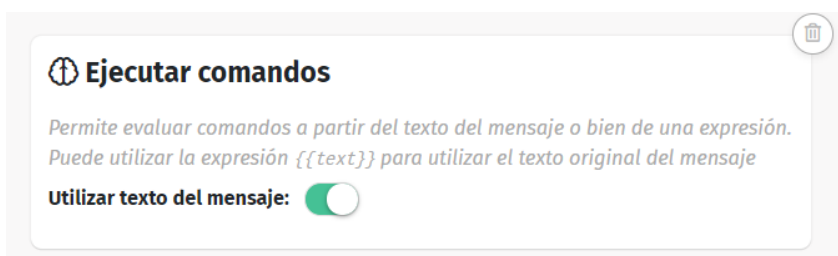 Ejecutar comandos
Permite evaluar comandos a partir del texto del mensaje o bien de una expresión.
Puede utilizar la expresión {{text}} para utilizar el texto original del mensaje
Utilizar texto del mensaje: